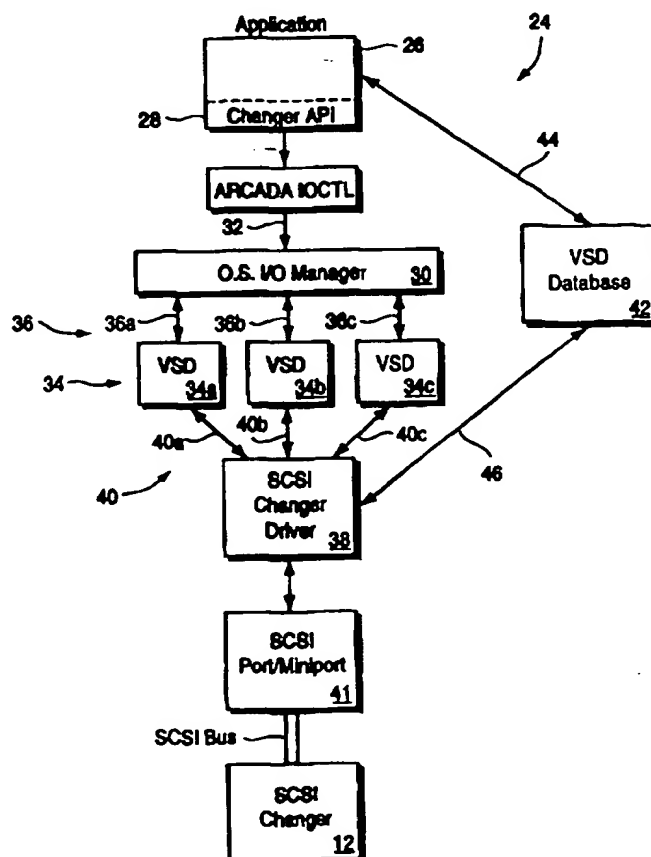 Application
26
24
28
Changer API
44
ARCADA IOCTL
32
O.S. I/O Manager 30
VSD
Database
42
36
36a
36b
36c
34
VSD
34a
VSD
34b
VSD
34c
40a
40b
40c
40
46
SCSI
Changer
Driver
38
SCSI
Port/Miniport
41
SCSI Bus
SCSI
Changer
12